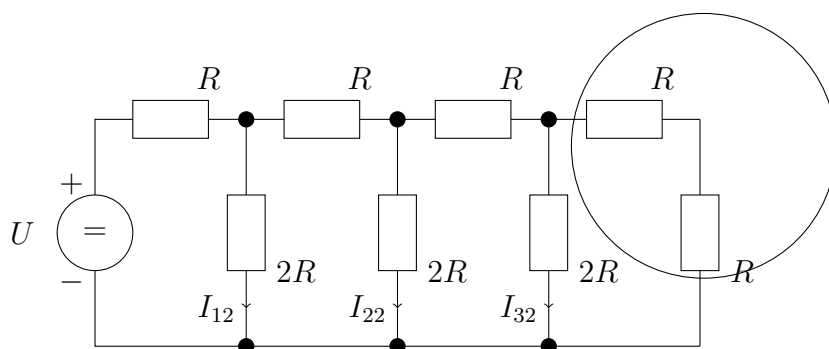 R R R R
+
U =
−
2R 2R 2R R
I12 I22 I32